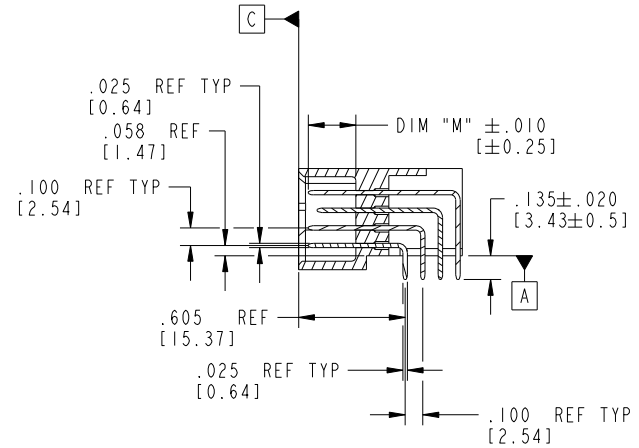 C
.025 REF TYP
[0.64]
.058 REF
[1.47]
DIM "M" ±.010
[±0.25]
.100 REF TYP
[2.54]
.135±.020
[3.43±0.5]
A
.605 REF
[15.37]
.025 REF TYP
[0.64]
.100 REF TYP
[2.54]